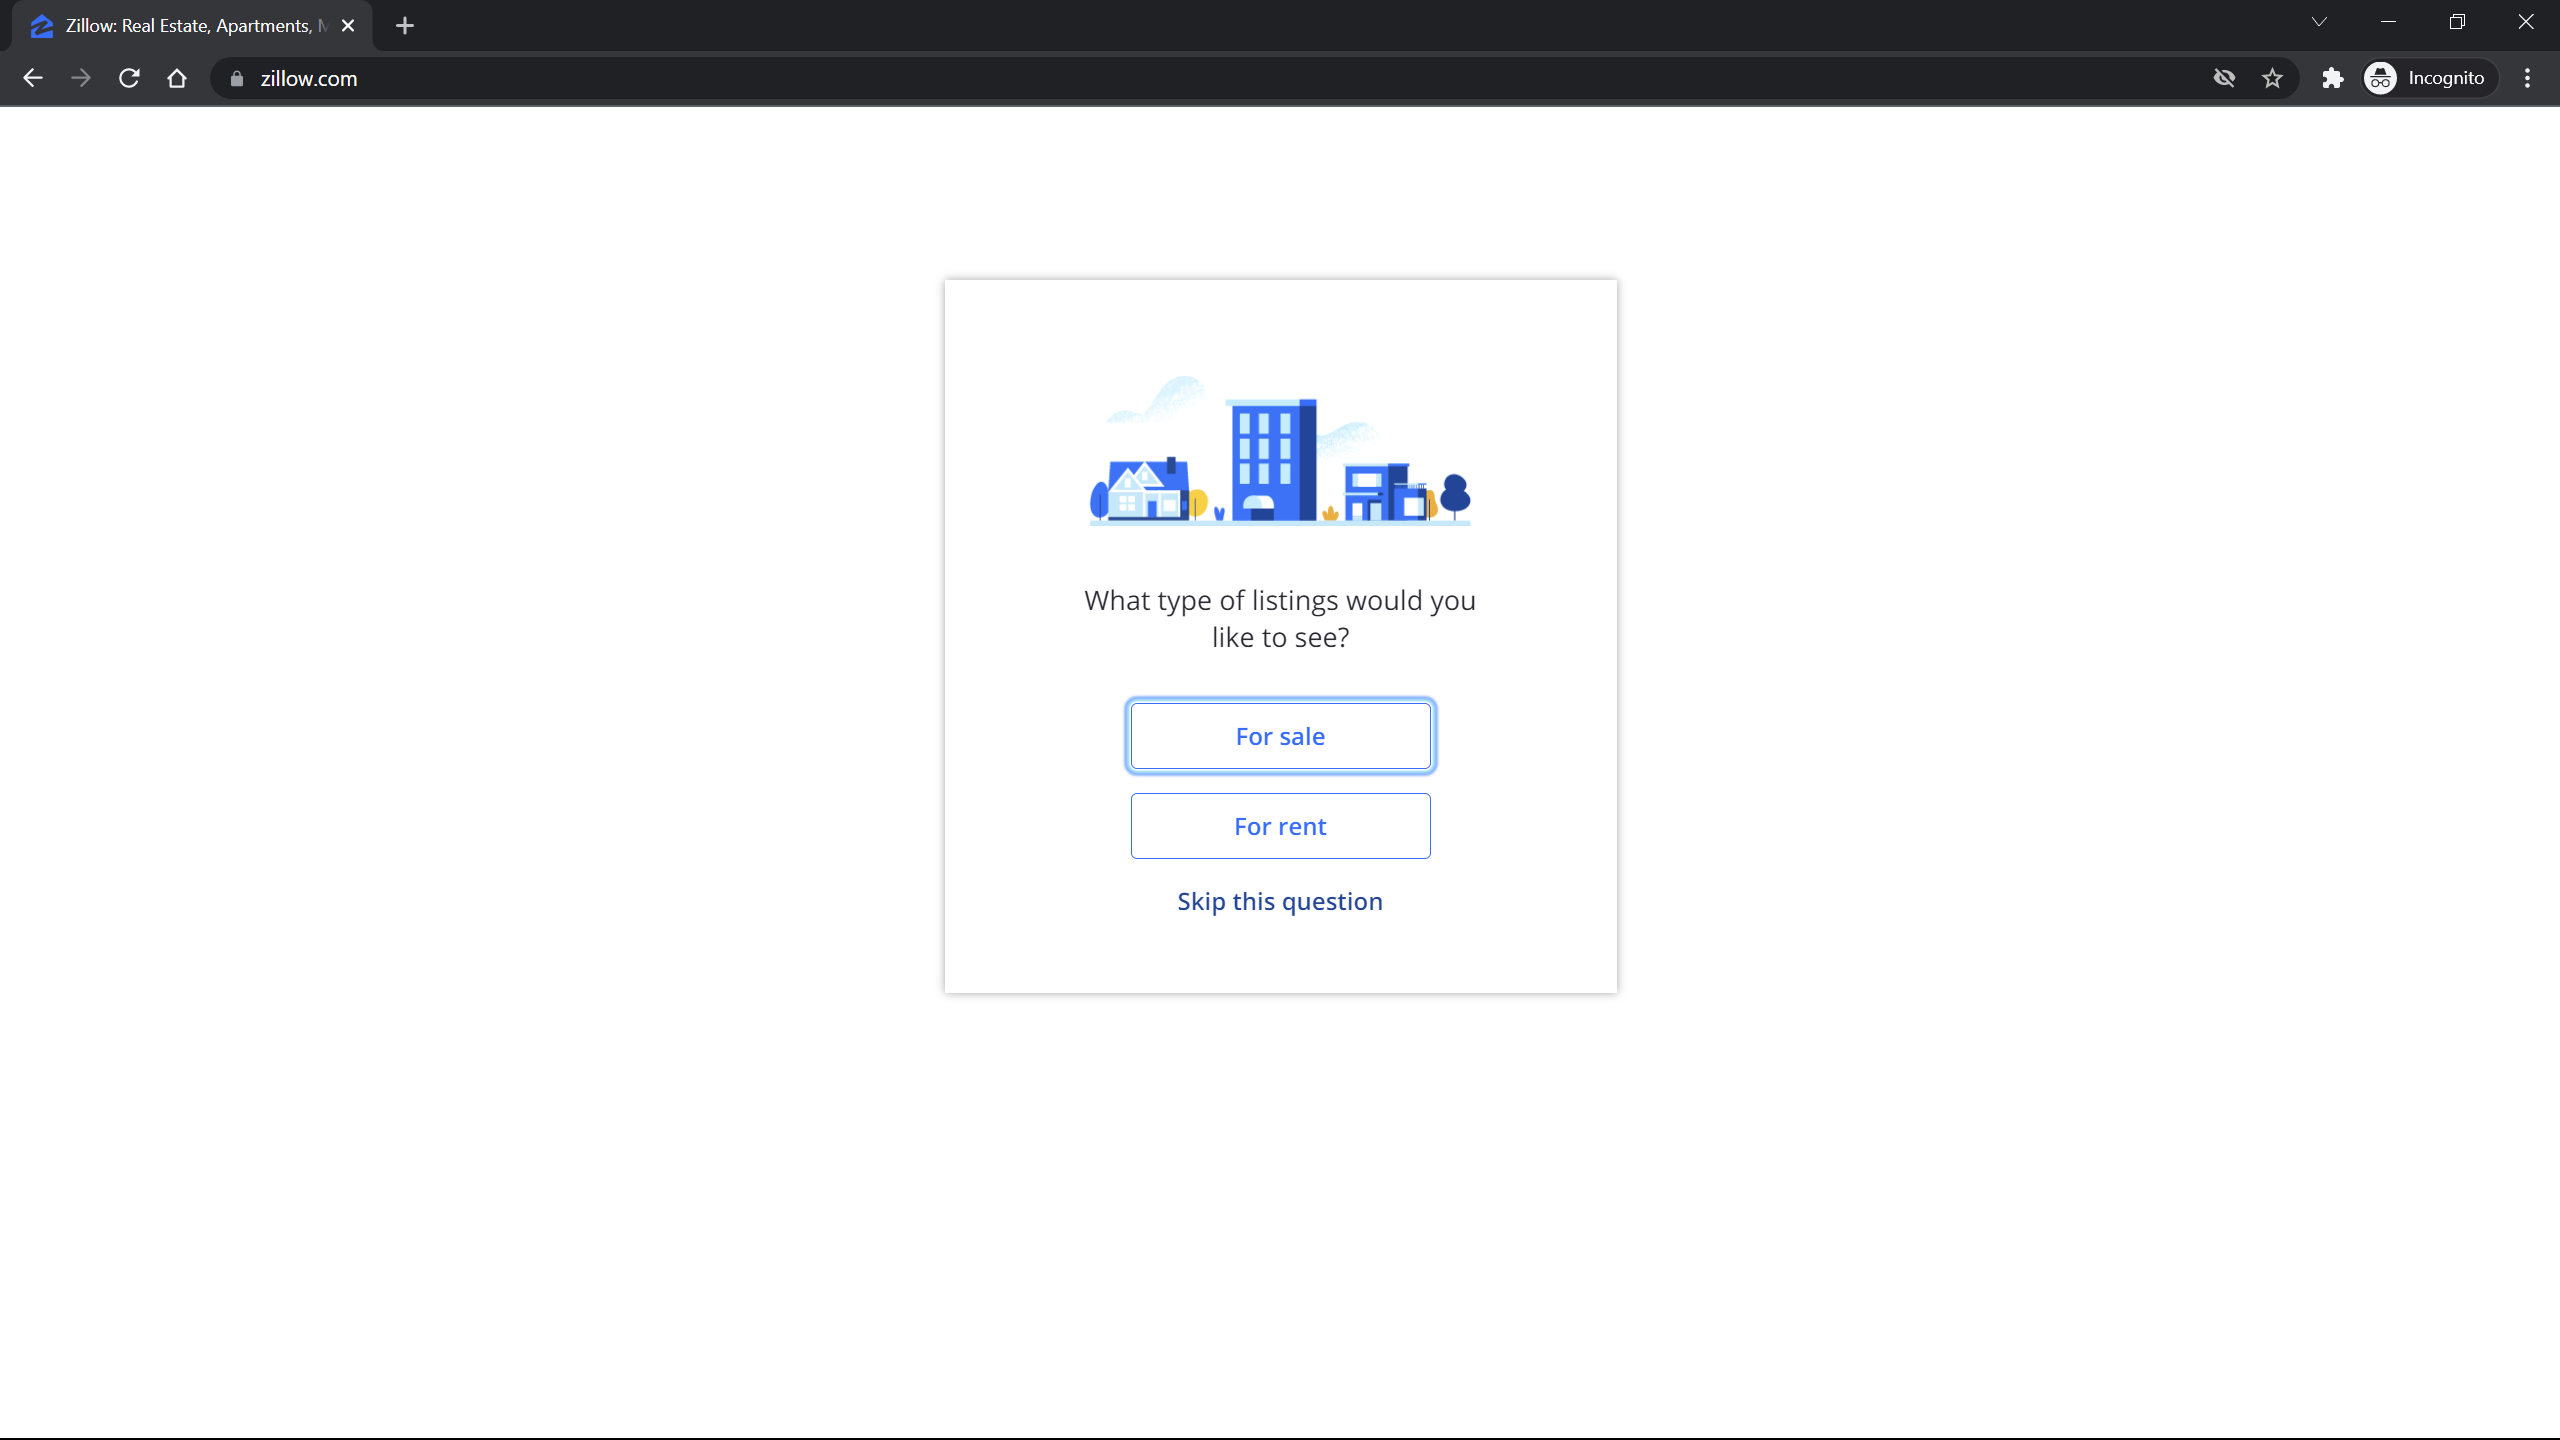 Zillow: Real Estate, Apartments,
zillow.com
Incognito
What type of listings would you
like to see?
For sale
For rent
Skip this question